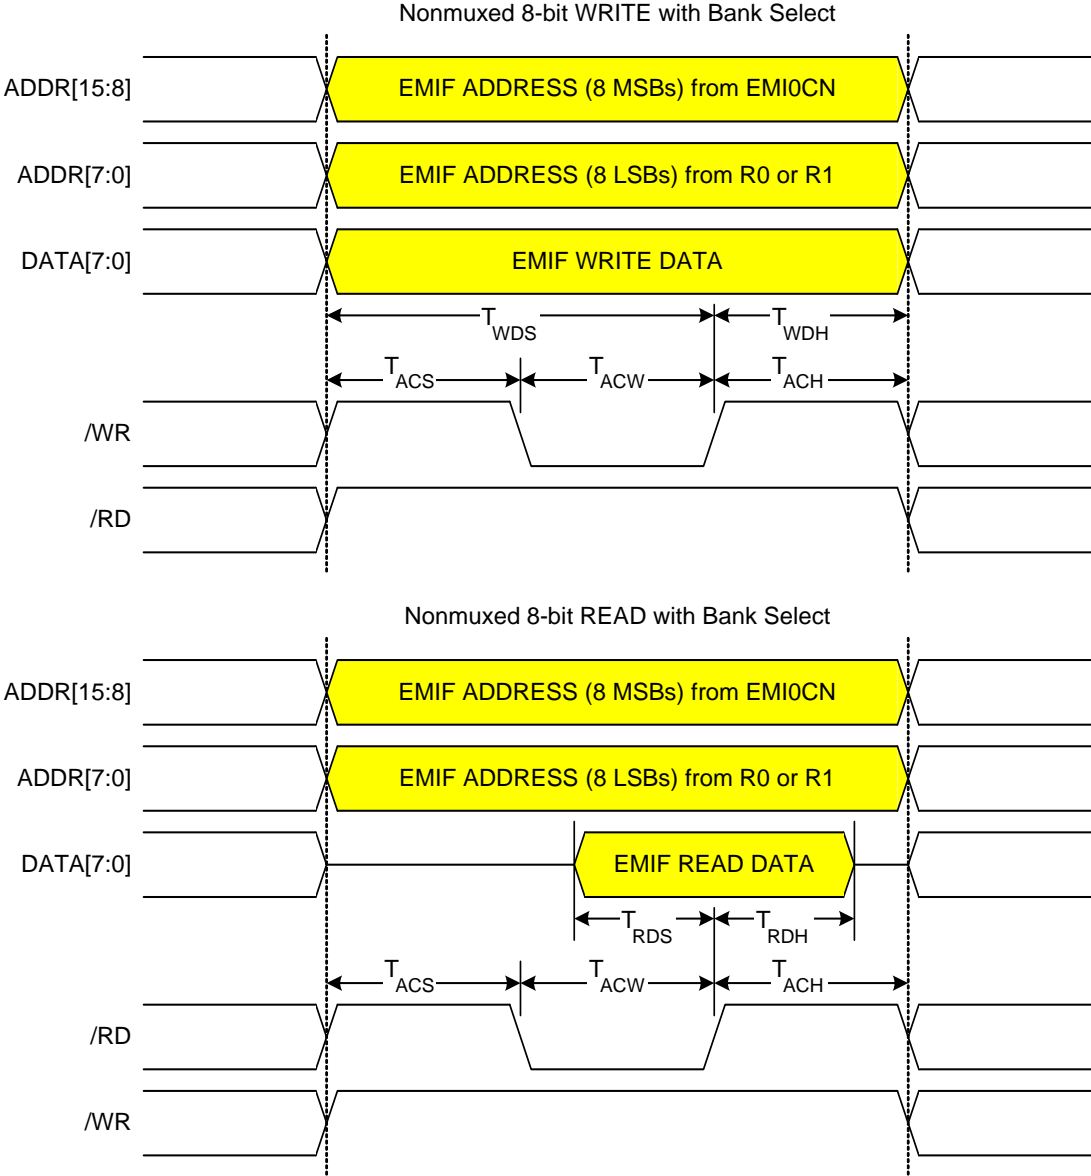 Nonmuxed 8-bit WRITE with Bank Select
ADDR[15:8] EMIF ADDRESS (8 MSBs) from EMI0CN
ADDR[7:0] EMIF ADDRESS (8 LSBs) from R0 or R1
DATA[7:0] EMIF WRITE DATA
TWDS TWDH
TACS TACW TACH
/WR
/RD
Nonmuxed 8-bit READ with Bank Select
ADDR[15:8] EMIF ADDRESS (8 MSBs) from EMI0CN
ADDR[7:0] EMIF ADDRESS (8 LSBs) from R0 or R1
DATA[7:0] EMIF READ DATA
TRDS TRDH
TACS TACW TACH
/RD
/WR